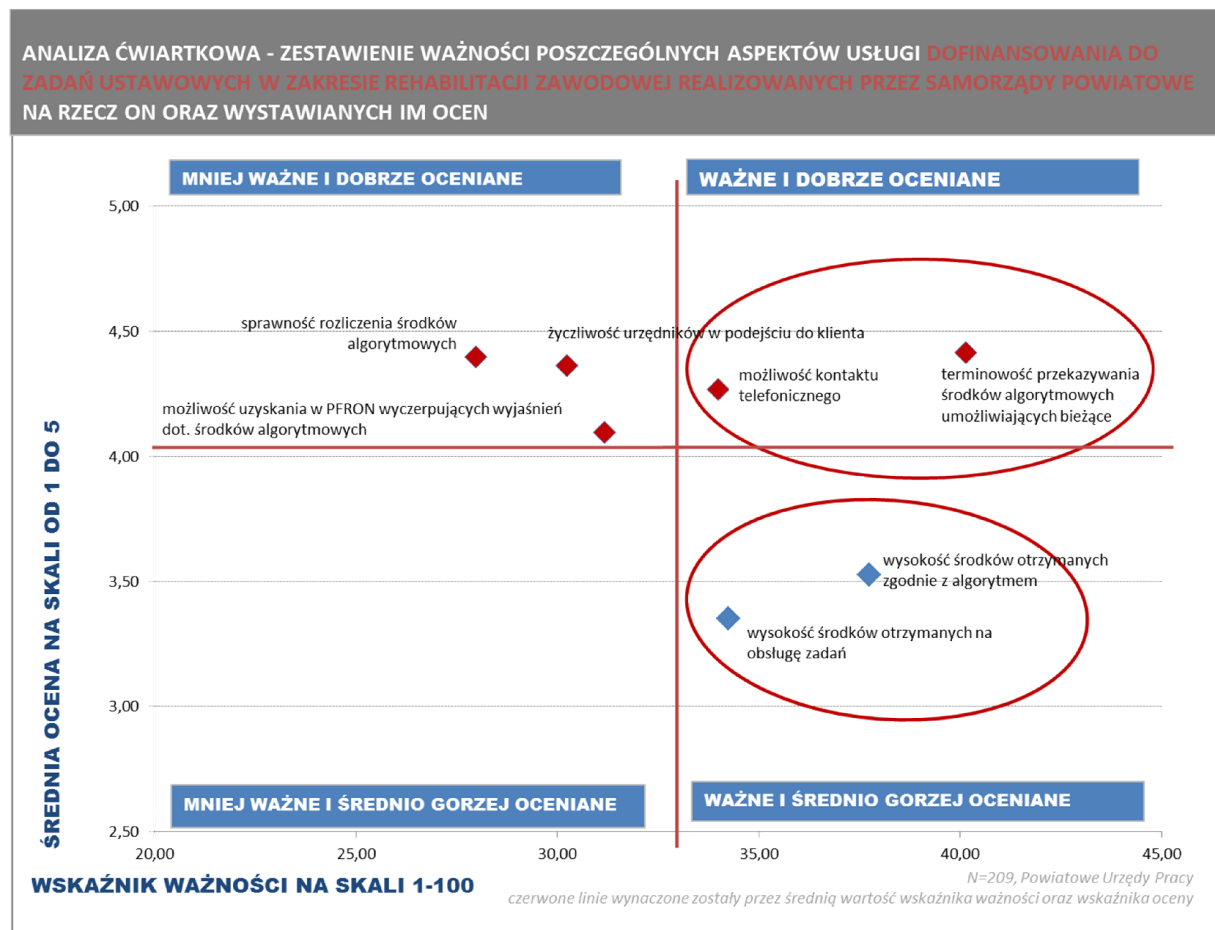 ANALIZA ĆWIARTKOWA - ZESTAWIENIE WAŻNOŚCI POSZCZEGÓLNYCH ASPEKTÓW USŁUGI DOFINANSOWANIA DO
ZADAŃ USTAWOWYCH W ZAKRESIE REHABILITACJI ZAWODOWEJ REALIZOWANYCH PRZEZ SAMORZĄDY POWIATOWE
NA RZECZ ON ORAZ WYSTAWIANYCH IM OCEN
MNIEJ WAŻNE I DOBRZE OCENIANE
WAŻNE I DOBRZE OCENIANE
5,00
4,50
4,00
3,50
3,00
2,50
ŚREDNIA OCENA NA SKALI OD 1 DO 5
sprawność rozliczenia środków
algorytmowych
życzliwość urzędników w podejściu do klienta
możliwość kontaktu
telefonicznego
terminowość przekazywania
środków algorytmowych
umożliwiających bieżące
możliwość uzyskania w PFRON wyczerpujących wyjaśnień
dot. środków algorytmowych
wysokość środków otrzymanych
zgodnie z algorytmem
wysokość środków otrzymanych na
obsługę zadań
MNIEJ WAŻNE I ŚREDNIO GORZEJ OCENIANE
WAŻNE I ŚREDNIO GORZEJ OCENIANE
20,00
25,00
30,00
35,00
40,00
45,00
WSKAŹNIK WAŻNOŚCI NA SKALI 1-100
N=209, Powiatowe Urzędy Pracy
czerwone linie wynaczone zostały przez średnią wartość wskaźnika ważności oraz wskaźnika oceny